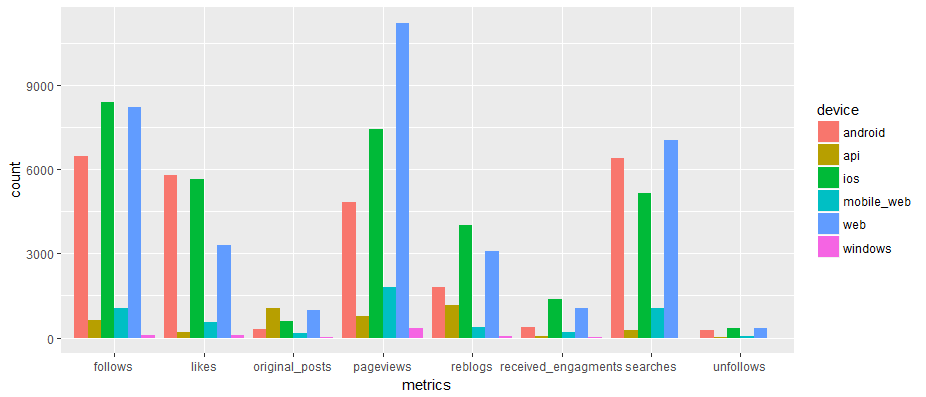 count
9000
6000
3000
0
follows likes original_posts pageviews reblogs received_engagments searches unfollows
metrics
device
android
api
ios
mobile_web
web
windows